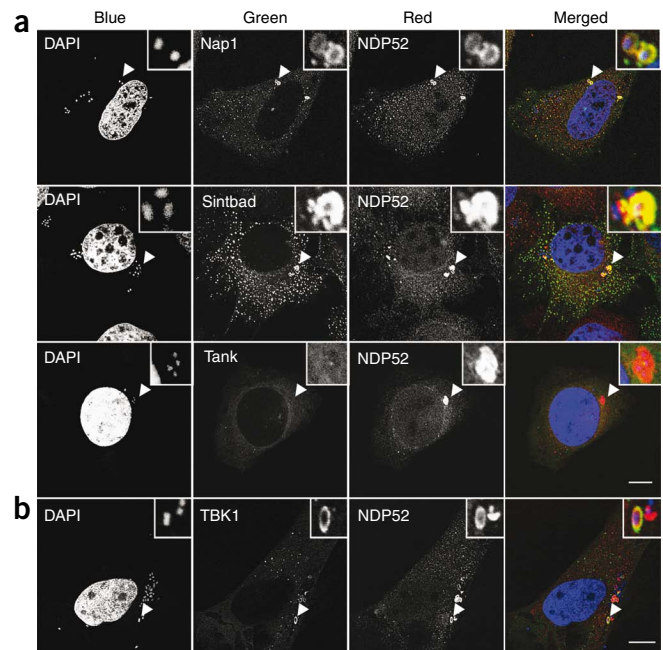 a
Blue Green Red Merged
DAPI Nap1 NDP52
DAPI Sintbad NDP52
DAPI Tank NDP52
b
DAPI TBK1 NDP52